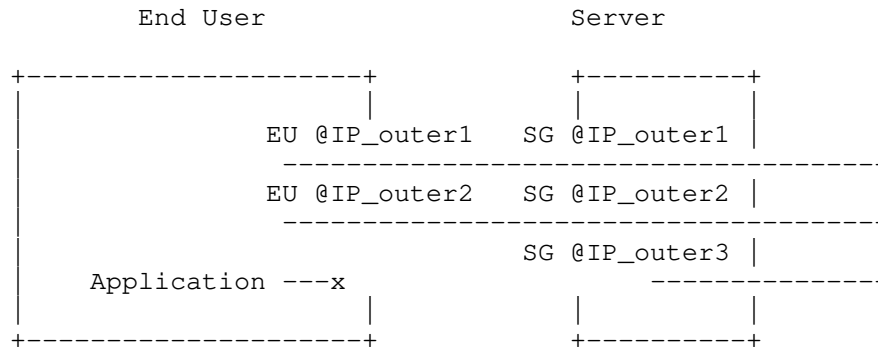 End User Server
EU @IP_outer1 SG @IP_outer1
EU @IP_outer2 SG @IP_outer2
SG @IP_outer3
Application ---x